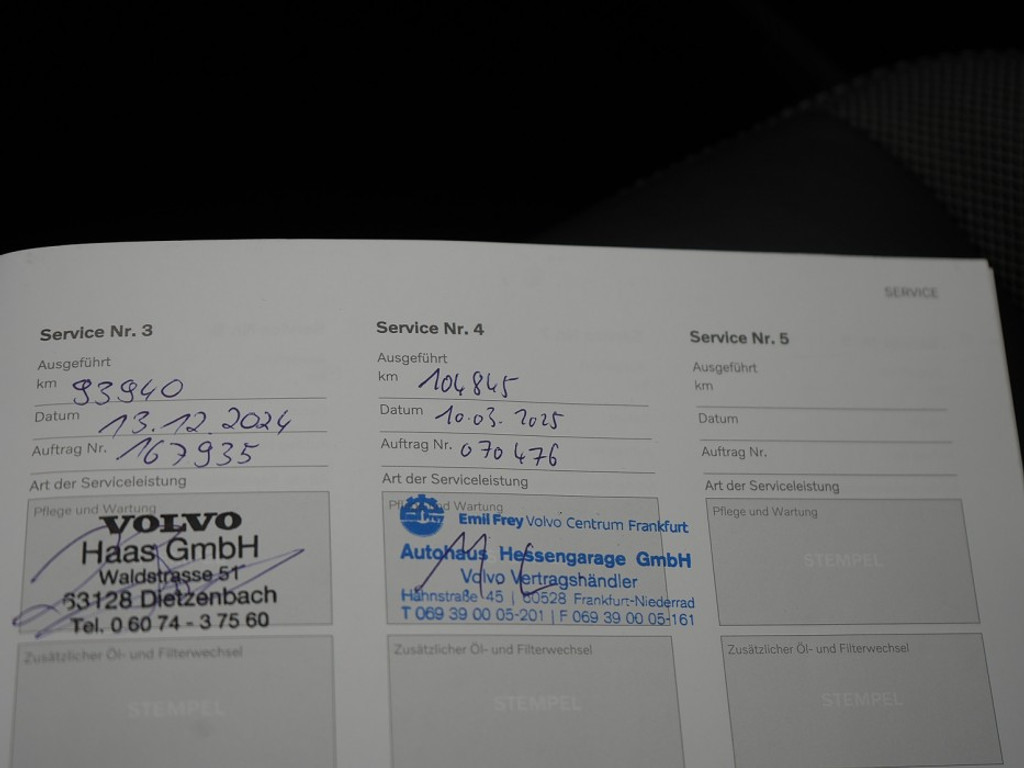 SERVICE
Service Nr. 3
Ausgeführt
km 93940
Datum 13.12.2024
Auftrag Nr. 167935
Art der Serviceleistung
Pflege und Wartung
VOLVO
Haas GmbH
Waldstrasse 51
63128 Dietzenbach
Tel. 0 60 74 - 3 75 60
Zusätzlicher Öl- und Filterwechsel
STEMPEL
Service Nr. 4
Ausgeführt
km 104845
Datum 10.03.2025
Auftrag Nr. 070476
Art der Serviceleistung
Pflege und Wartung
Emil Frey Volvo Centrum Frankfurt
Autohaus Hessengarage GmbH
Volvo Vertragshändler
Hahnstraße 45 | 60528 Frankfurt-Niederrad
T 069 39 00 05-201 | F 069 39 00 05-161
Zusätzlicher Öl- und Filterwechsel
STEMPEL
Service Nr. 5
Ausgeführt
km
Datum
Auftrag Nr.
Art der Serviceleistung
Pflege und Wartung
STEMPEL
Zusätzlicher Öl- und Filterwechsel
STEMPEL